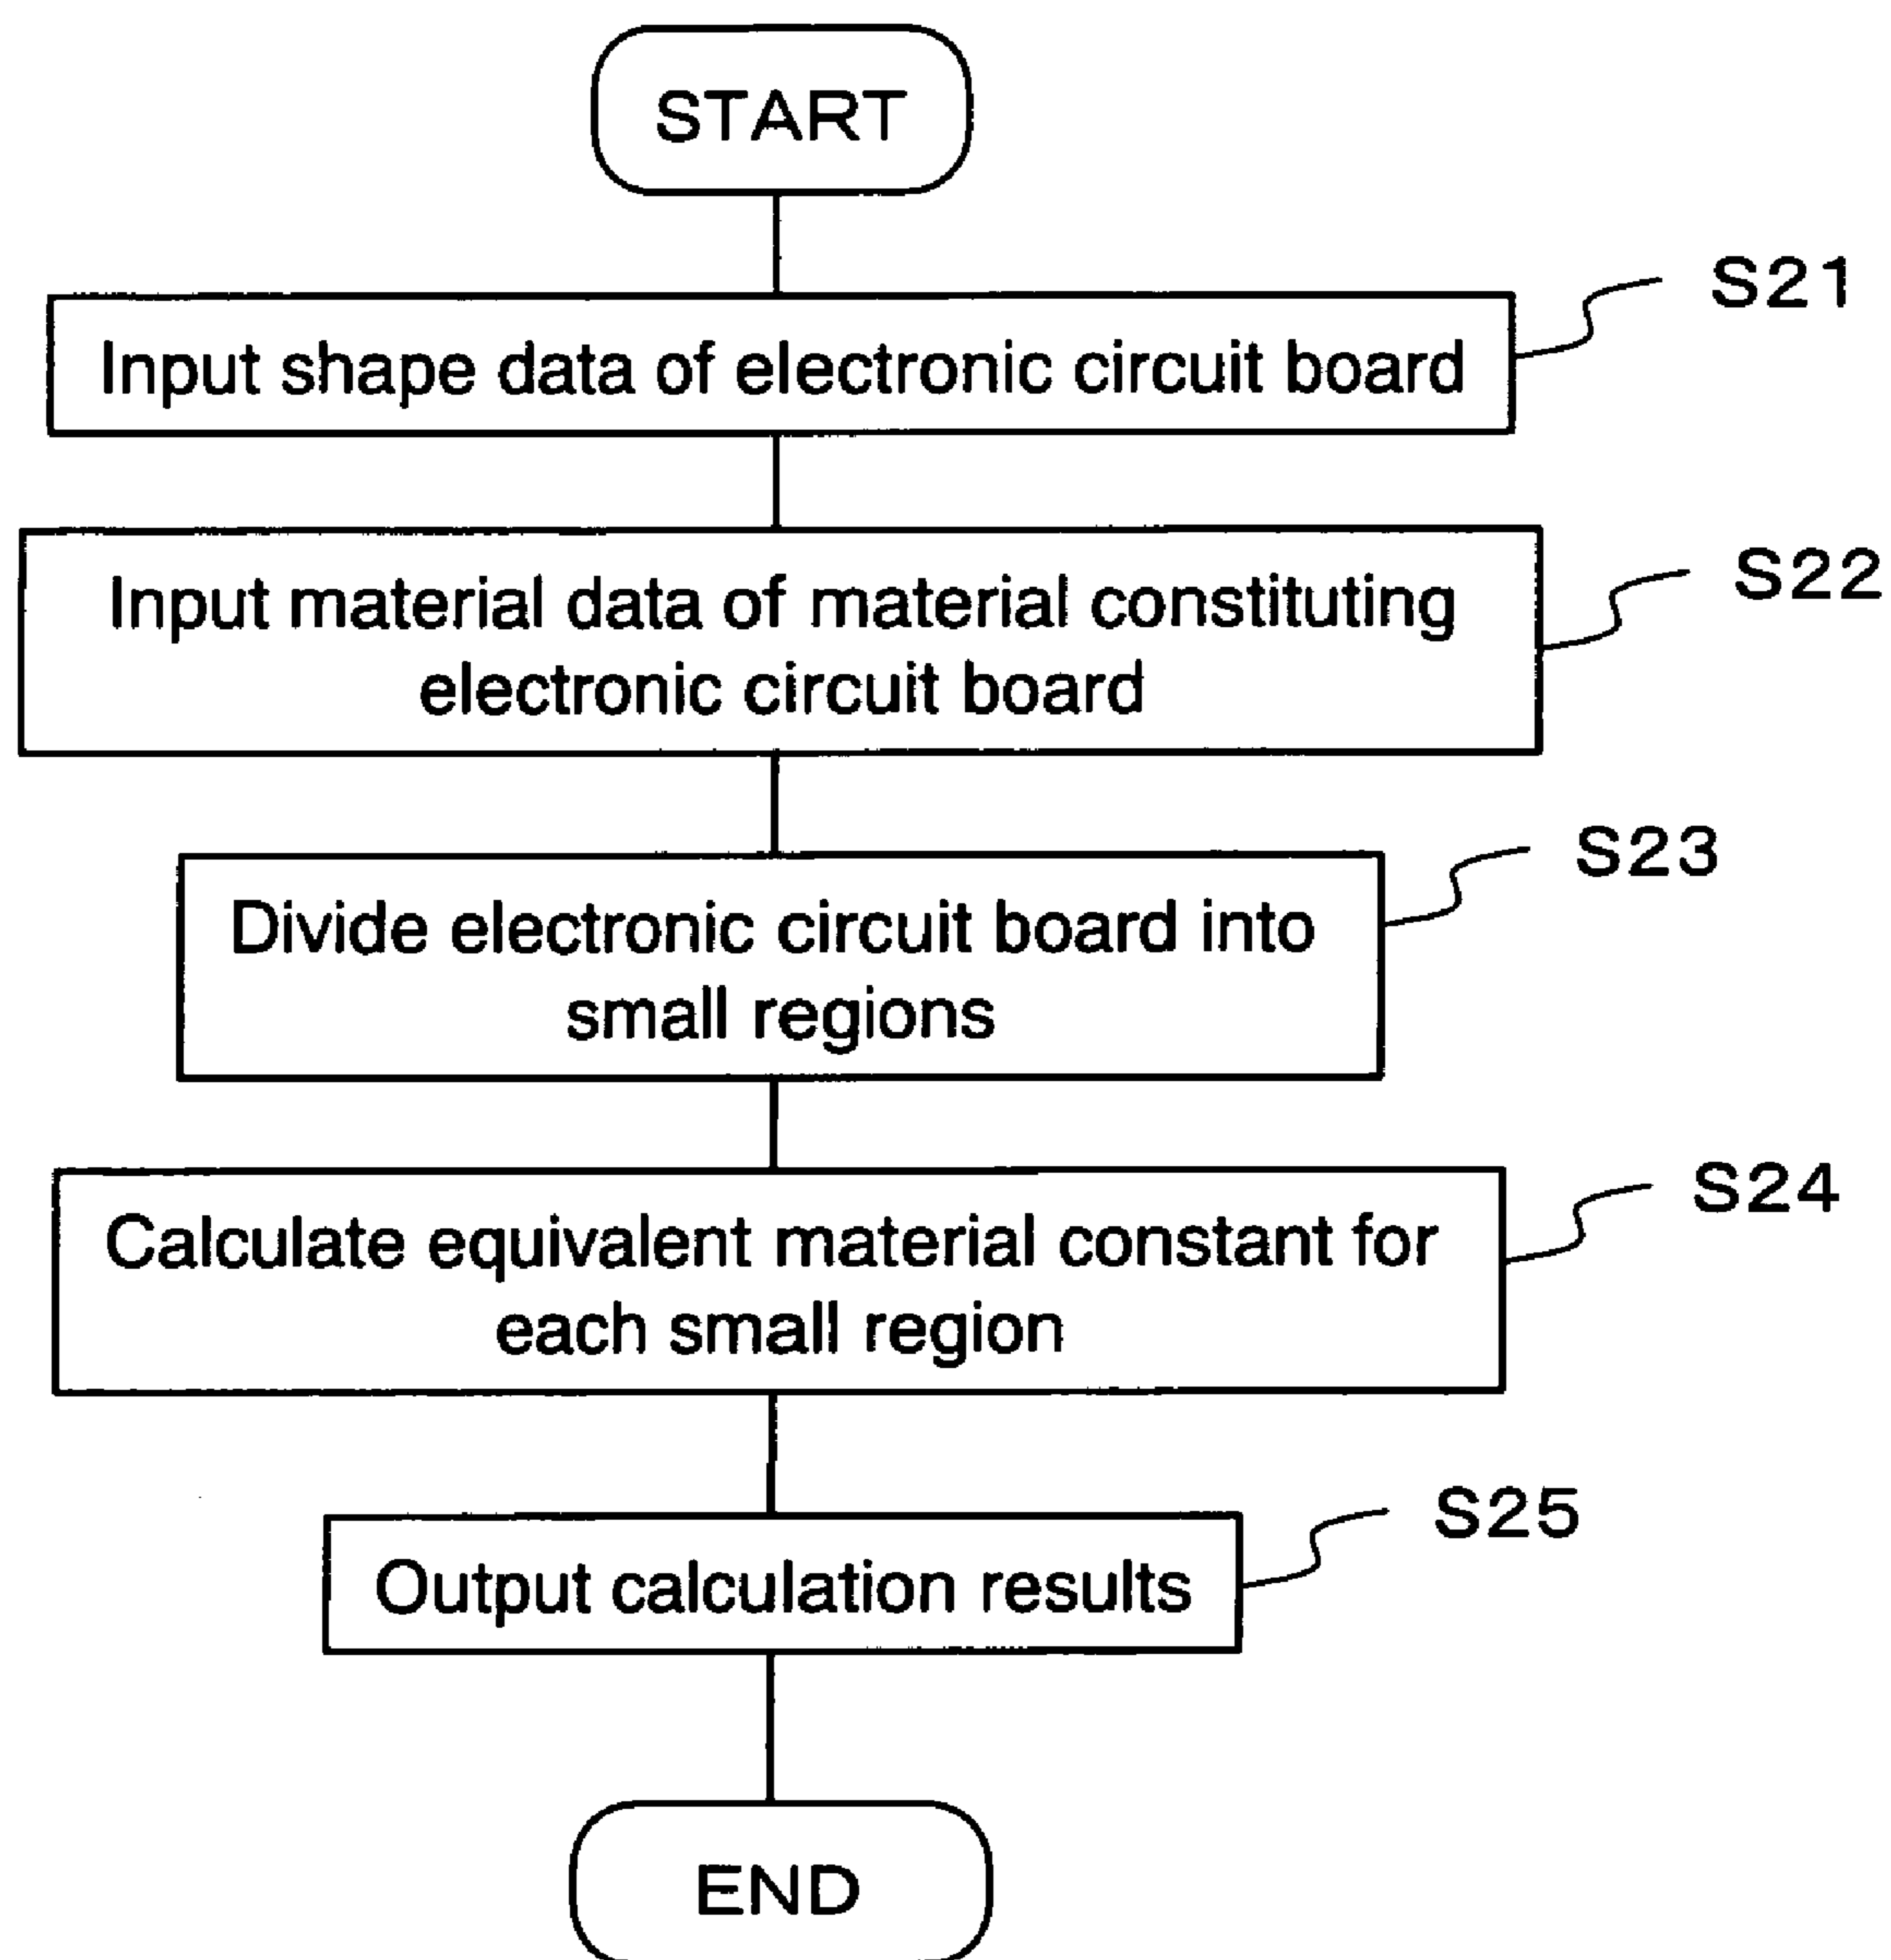 START
S21
Input shape data of electronic circuit board
S22
Input material data of material constituting
electronic circuit board
S23
Divide electronic circuit board into
small regions
S24
Calculate equivalent material constant for
each small region
S25
Output calculation results
END